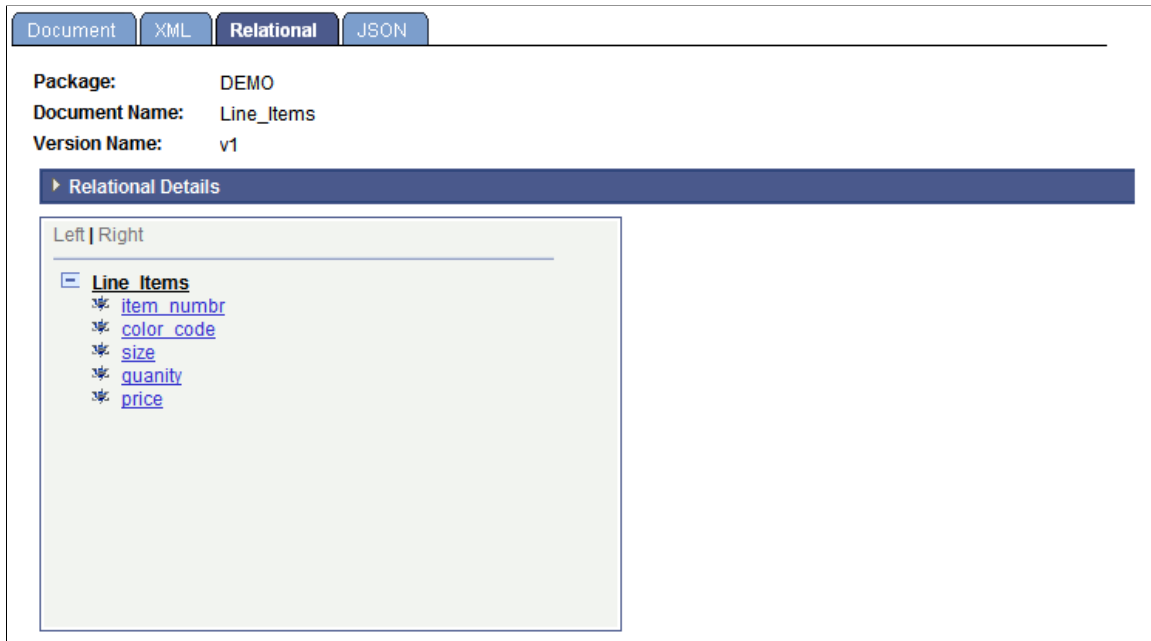 Document XML Relational JSON
Package: DEMO
Document Name: Line_Items
Version Name: v1
Relational Details
Left | Right
Line_Items
item_numbr
color_code
size
quanity
price